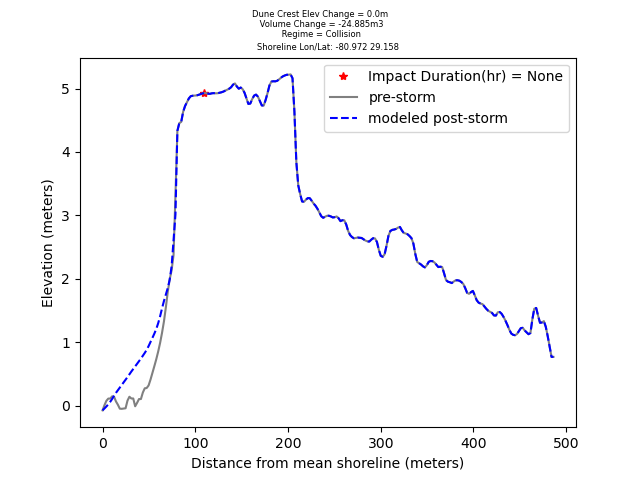 Dune Crest Elev Change = 0.0m
Volume Change = -24.885m3
Regime = Collision
Shoreline Lon/Lat: -80.972 29.158
Impact Duration(hr) = None
pre-storm
modeled post-storm
5
4
3
2
1
0
Elevation (meters)
0 100 200 300 400 500
Distance from mean shoreline (meters)